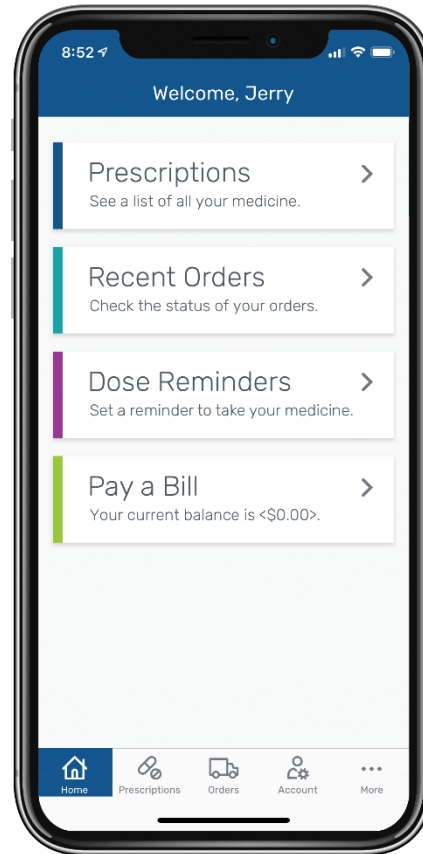 8:52
Welcome, Jerry
Prescriptions
See a list of all your medicine.
Recent Orders
Check the status of your orders.
Dose Reminders
Set a reminder to take your medicine.
Pay a Bill
Your current balance is <$0.00>.
Home
Prescriptions
Orders
Account
More